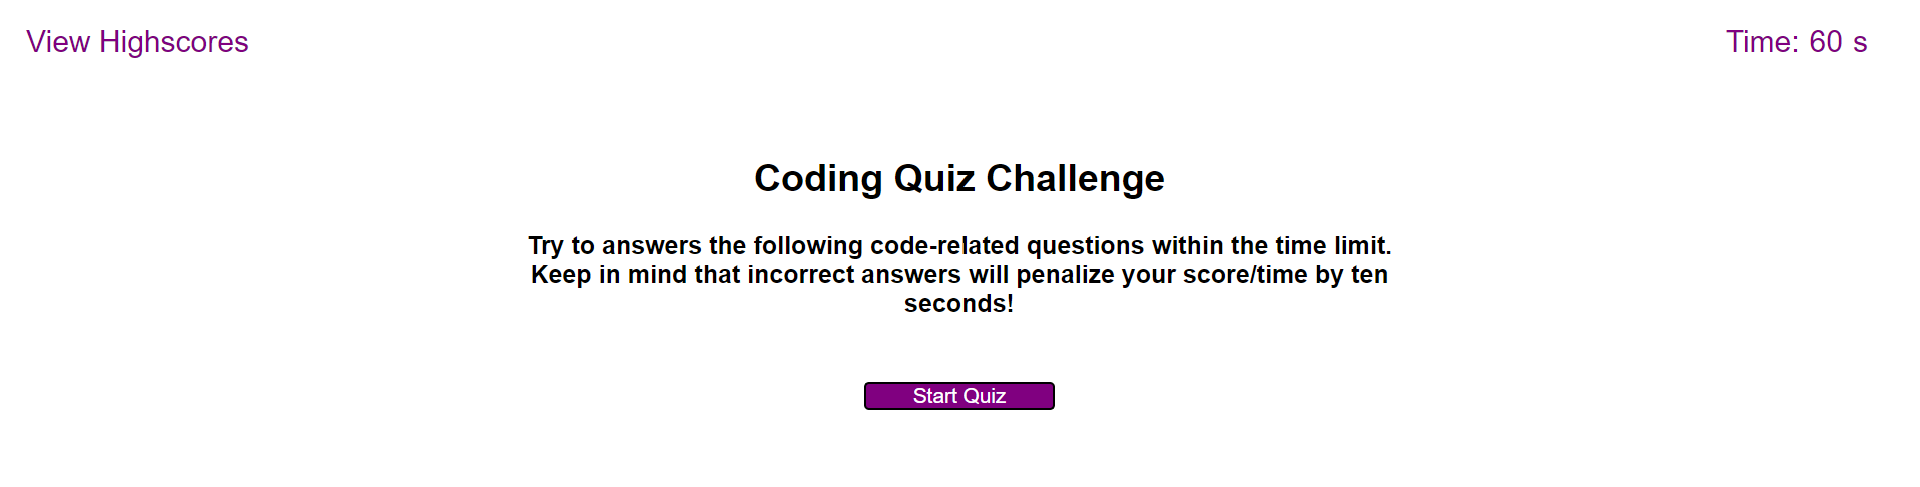 View Highscores
Time: 60 s
Coding Quiz Challenge
Try to answers the following code-related questions within the time limit.
Keep in mind that incorrect answers will penalize your score/time by ten
seconds!
Start Quiz